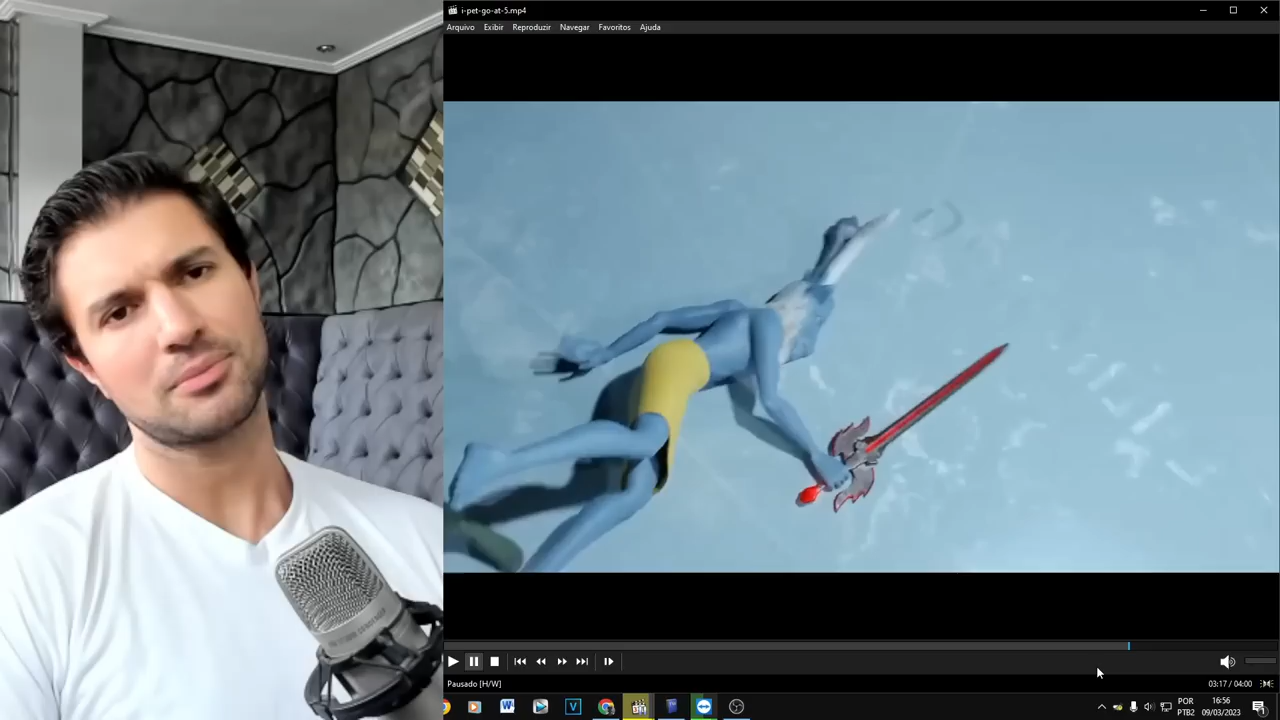 i-pet-go-at-5.mp4
Arquivo Exibir Reproduzir Navegar Favoritos Ajuda
Pausado [H/W]
03:17 / 04:00
POR
PTB2
16:56
09/03/2023